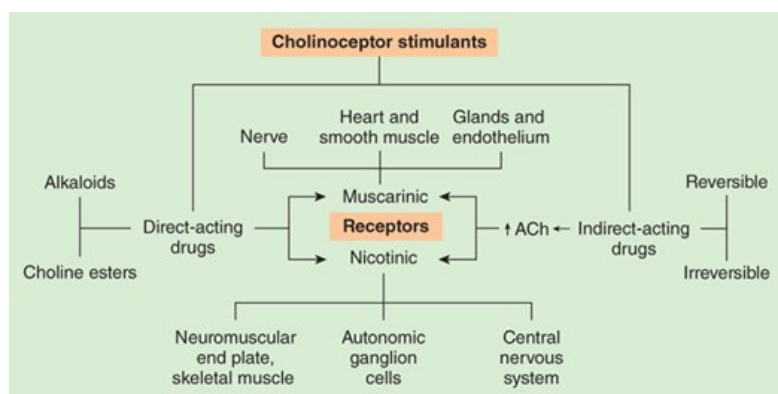 Cholinoceptor stimulants
Nerve
Heart and
smooth muscle
Glands and
endothelium
Alkaloids
Choline esters
Direct-acting
drugs
Muscarinic
Receptors
Nicotinic
↑ ACh
Indirect-acting
drugs
Reversible
Irreversible
Neuromuscular
end plate,
skeletal muscle
Autonomic
ganglion
cells
Central
nervous
system